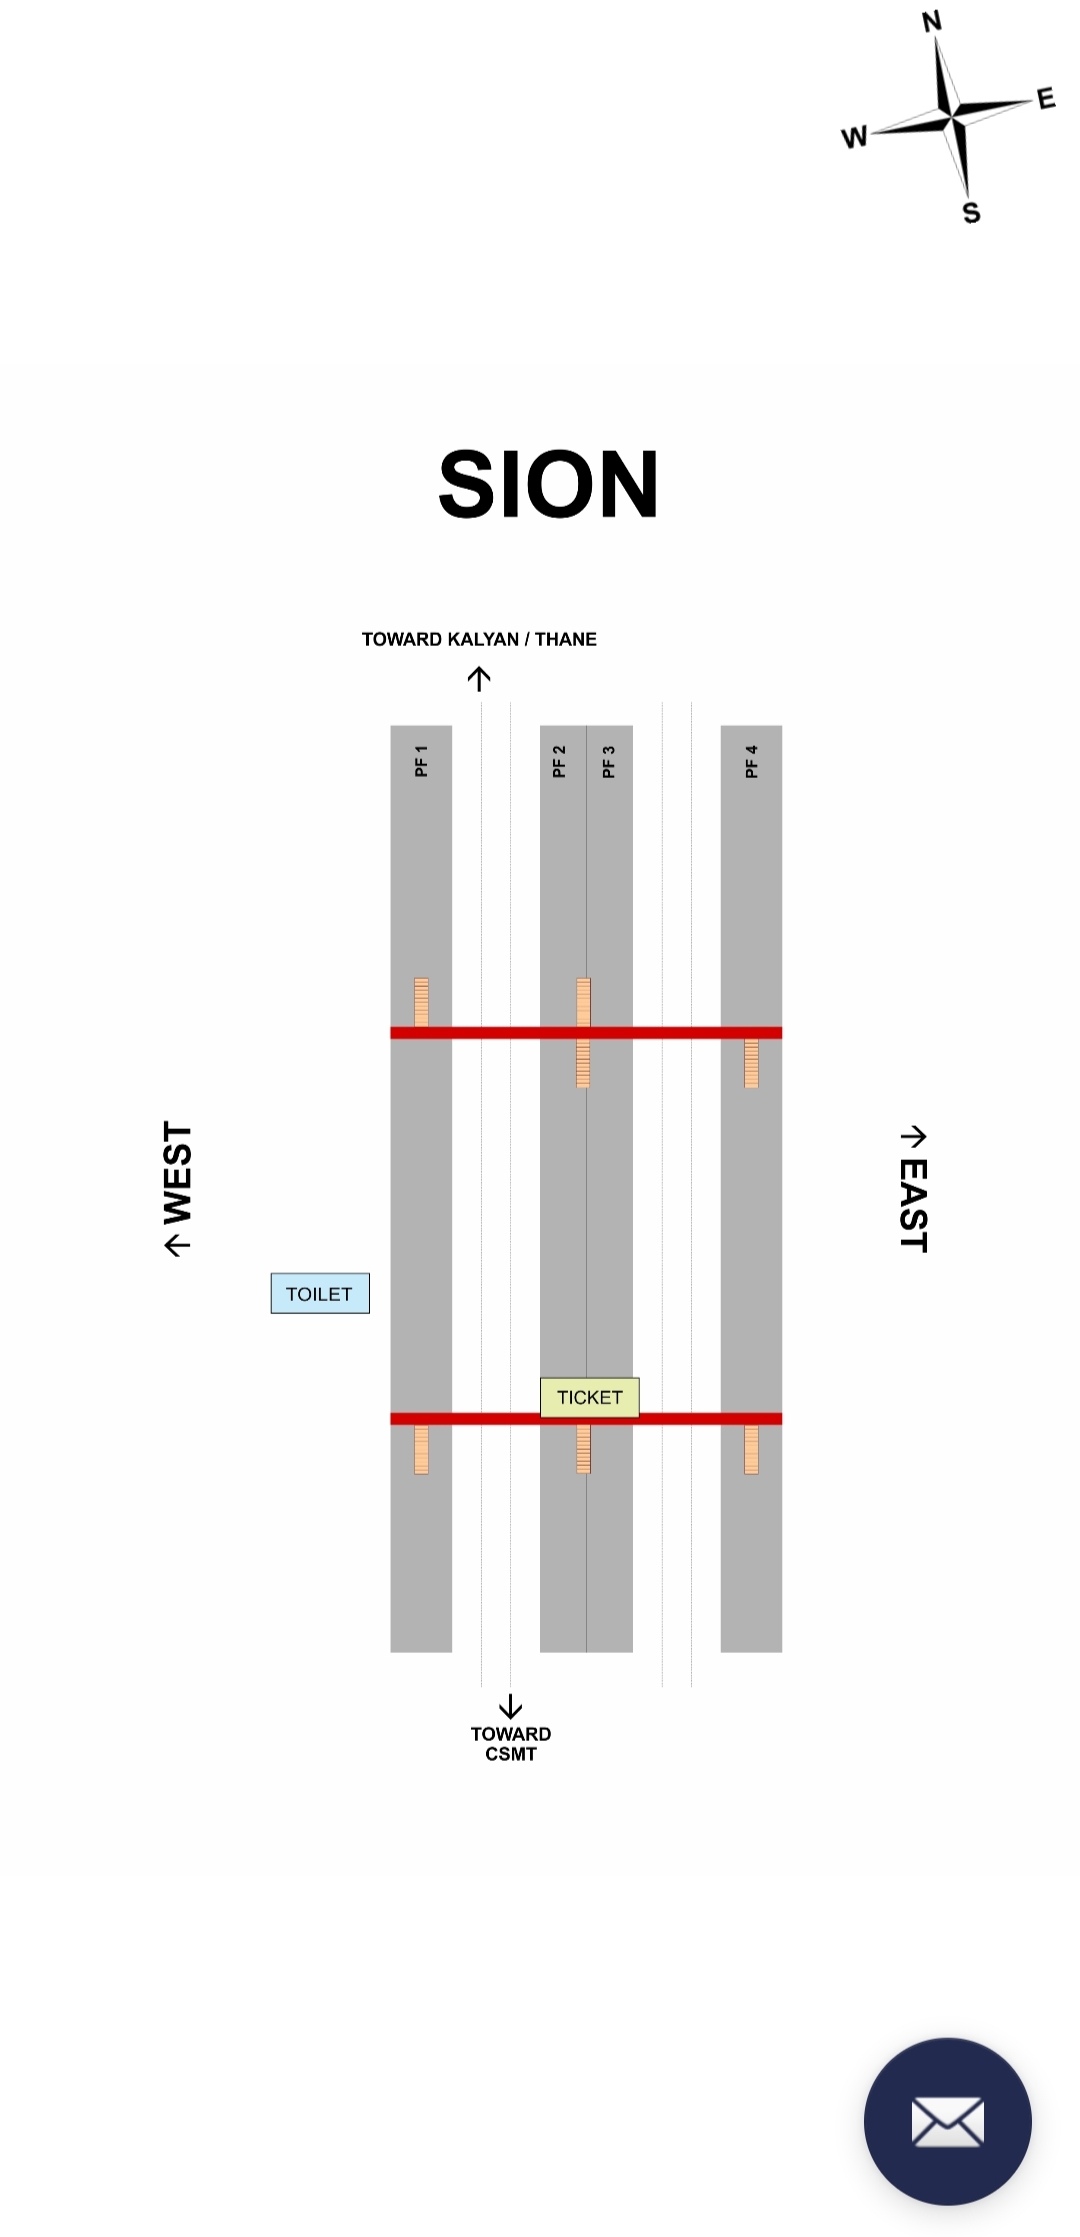 N
E
W
S
SION
TOWARD KALYAN / THANE
↑
PF 1
PF 2
PF 3
PF 4
↑ WEST
↑ EAST
TOILET
TICKET
↓
TOWARD
CSMT